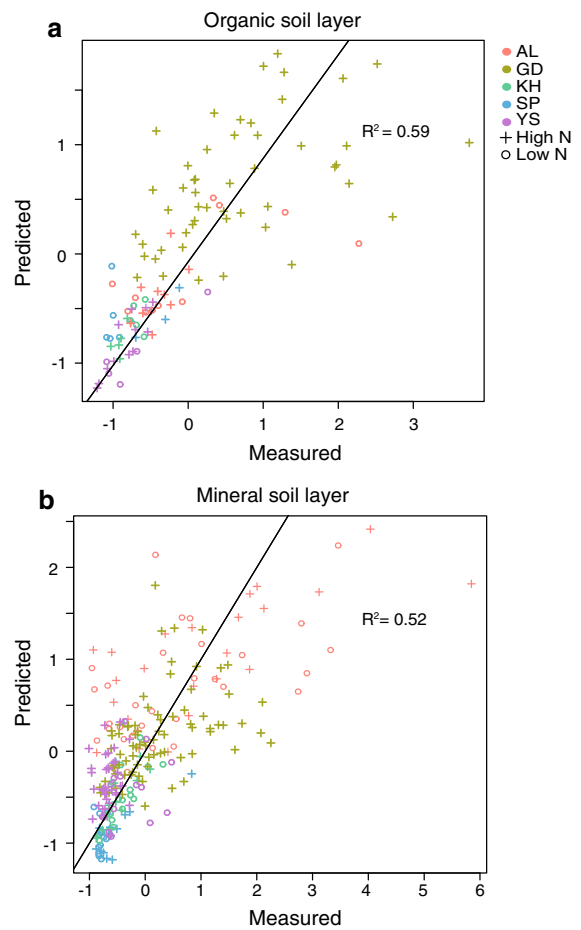 a
Organic soil layer
AL
GD
KH
SP
YS
High N
Low N
R² = 0.59
1
0
-1
Predicted
-1 0 1 2 3
Measured
b
Mineral soil layer
R² = 0.52
2
1
0
-1
Predicted
-1 0 1 2 3 4 5 6
Measured